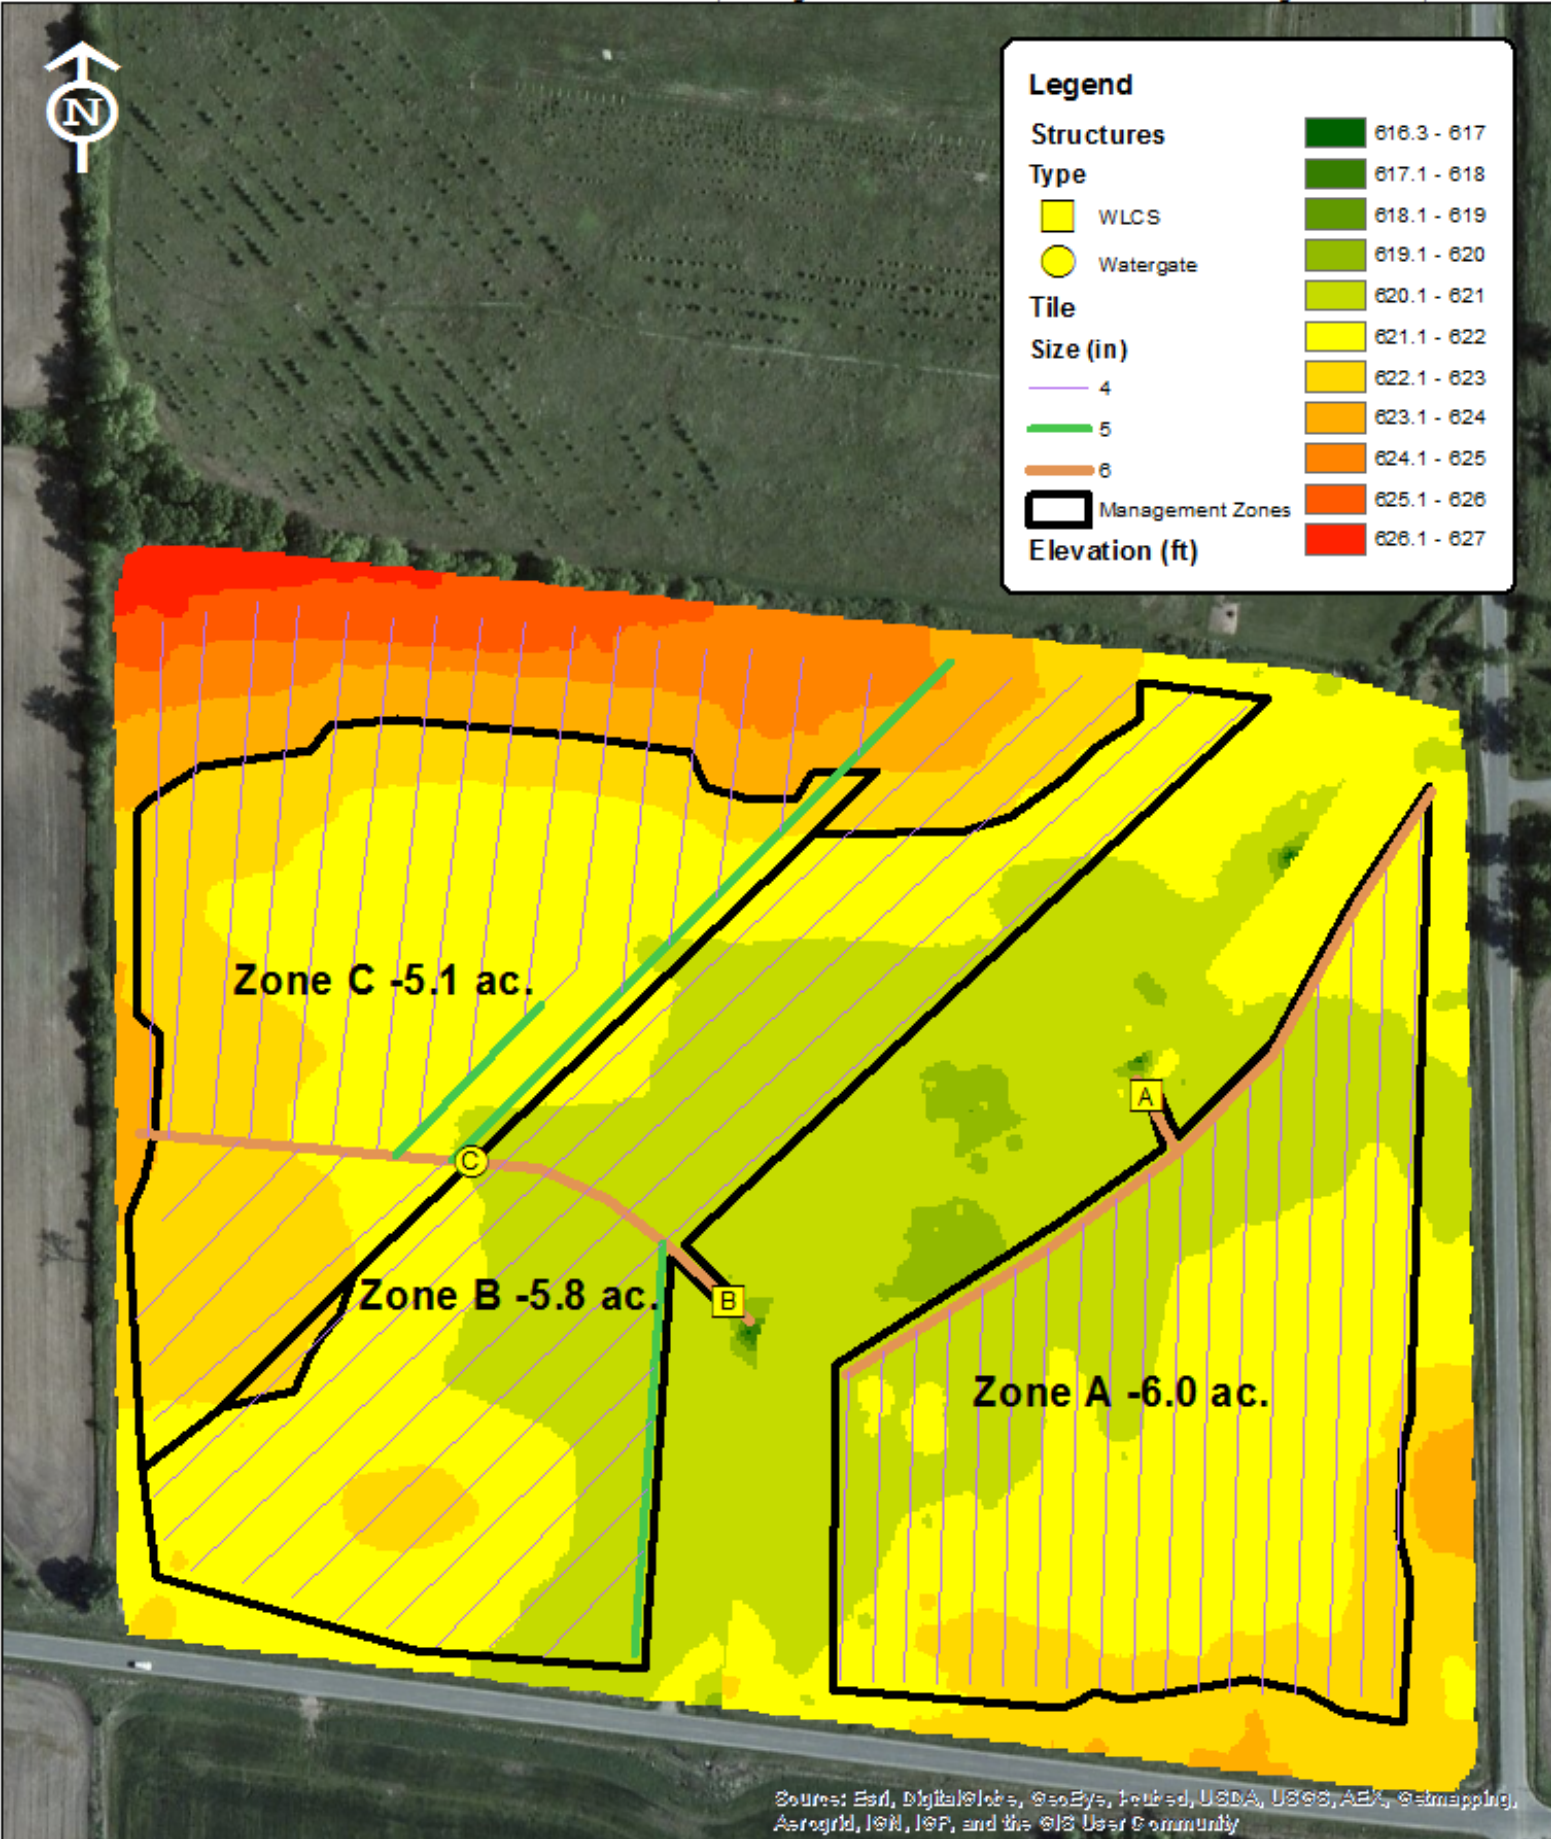 N
Legend
Structures
Type
WLCS
Watergate
Tile
Size (in)
4
5
6
Management Zones
Elevation (ft)
616.3 - 617
617.1 - 618
618.1 - 619
619.1 - 620
620.1 - 621
621.1 - 622
622.1 - 623
623.1 - 624
624.1 - 625
625.1 - 626
626.1 - 627
Zone C -5.1 ac.
A
C
Zone B -5.8 ac.
B
Zone A -6.0 ac.
Source: Esri, DigitalGlobe, GeoEye, i-cubed, USDA, USGS, AEX, Getmapping,
Aerogrid, IGN, IGP, and the GIS User Community